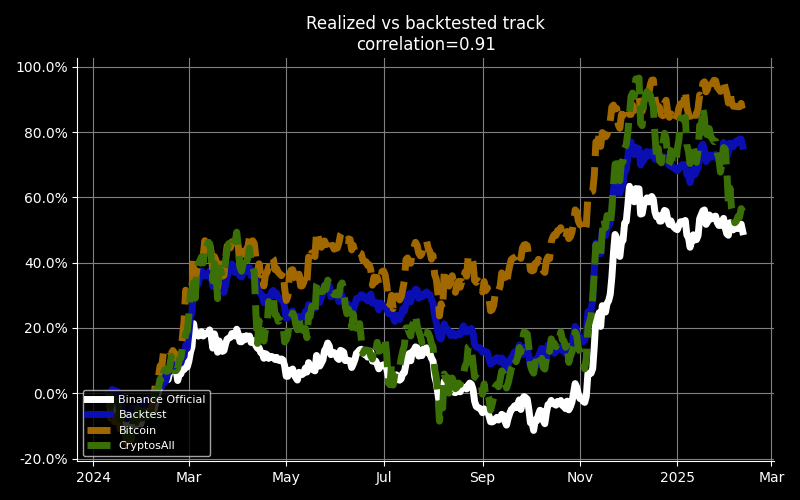 Realized vs backtested track
correlation=0.91
100.0%
80.0%
60.0%
40.0%
20.0%
0.0%
-20.0%
Binance Official
Backtest
Bitcoin
CryptosAll
2024
Mar
May
Jul
Sep
Nov
2025
Mar